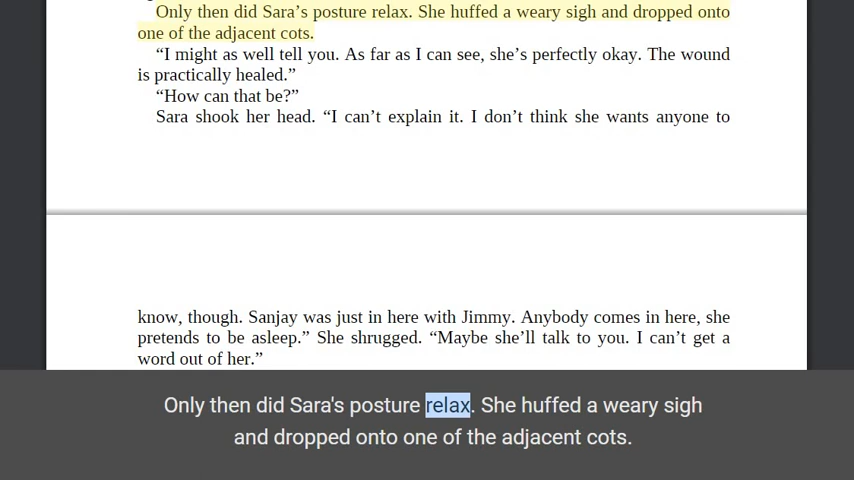 Only then did Sara’s posture relax. She huffed a weary sigh and dropped onto
one of the adjacent cots.
“I might as well tell you. As far as I can see, she’s perfectly okay. The wound
is practically healed.”
“How can that be?”
Sara shook her head. “I can’t explain it. I don’t think she wants anyone to
know, though. Sanjay was just in here with Jimmy. Anybody comes in here, she
pretends to be asleep.” She shrugged. “Maybe she’ll talk to you. I can’t get a
word out of her.”
Only then did Sara's posture relax. She huffed a weary sigh
and dropped onto one of the adjacent cots.